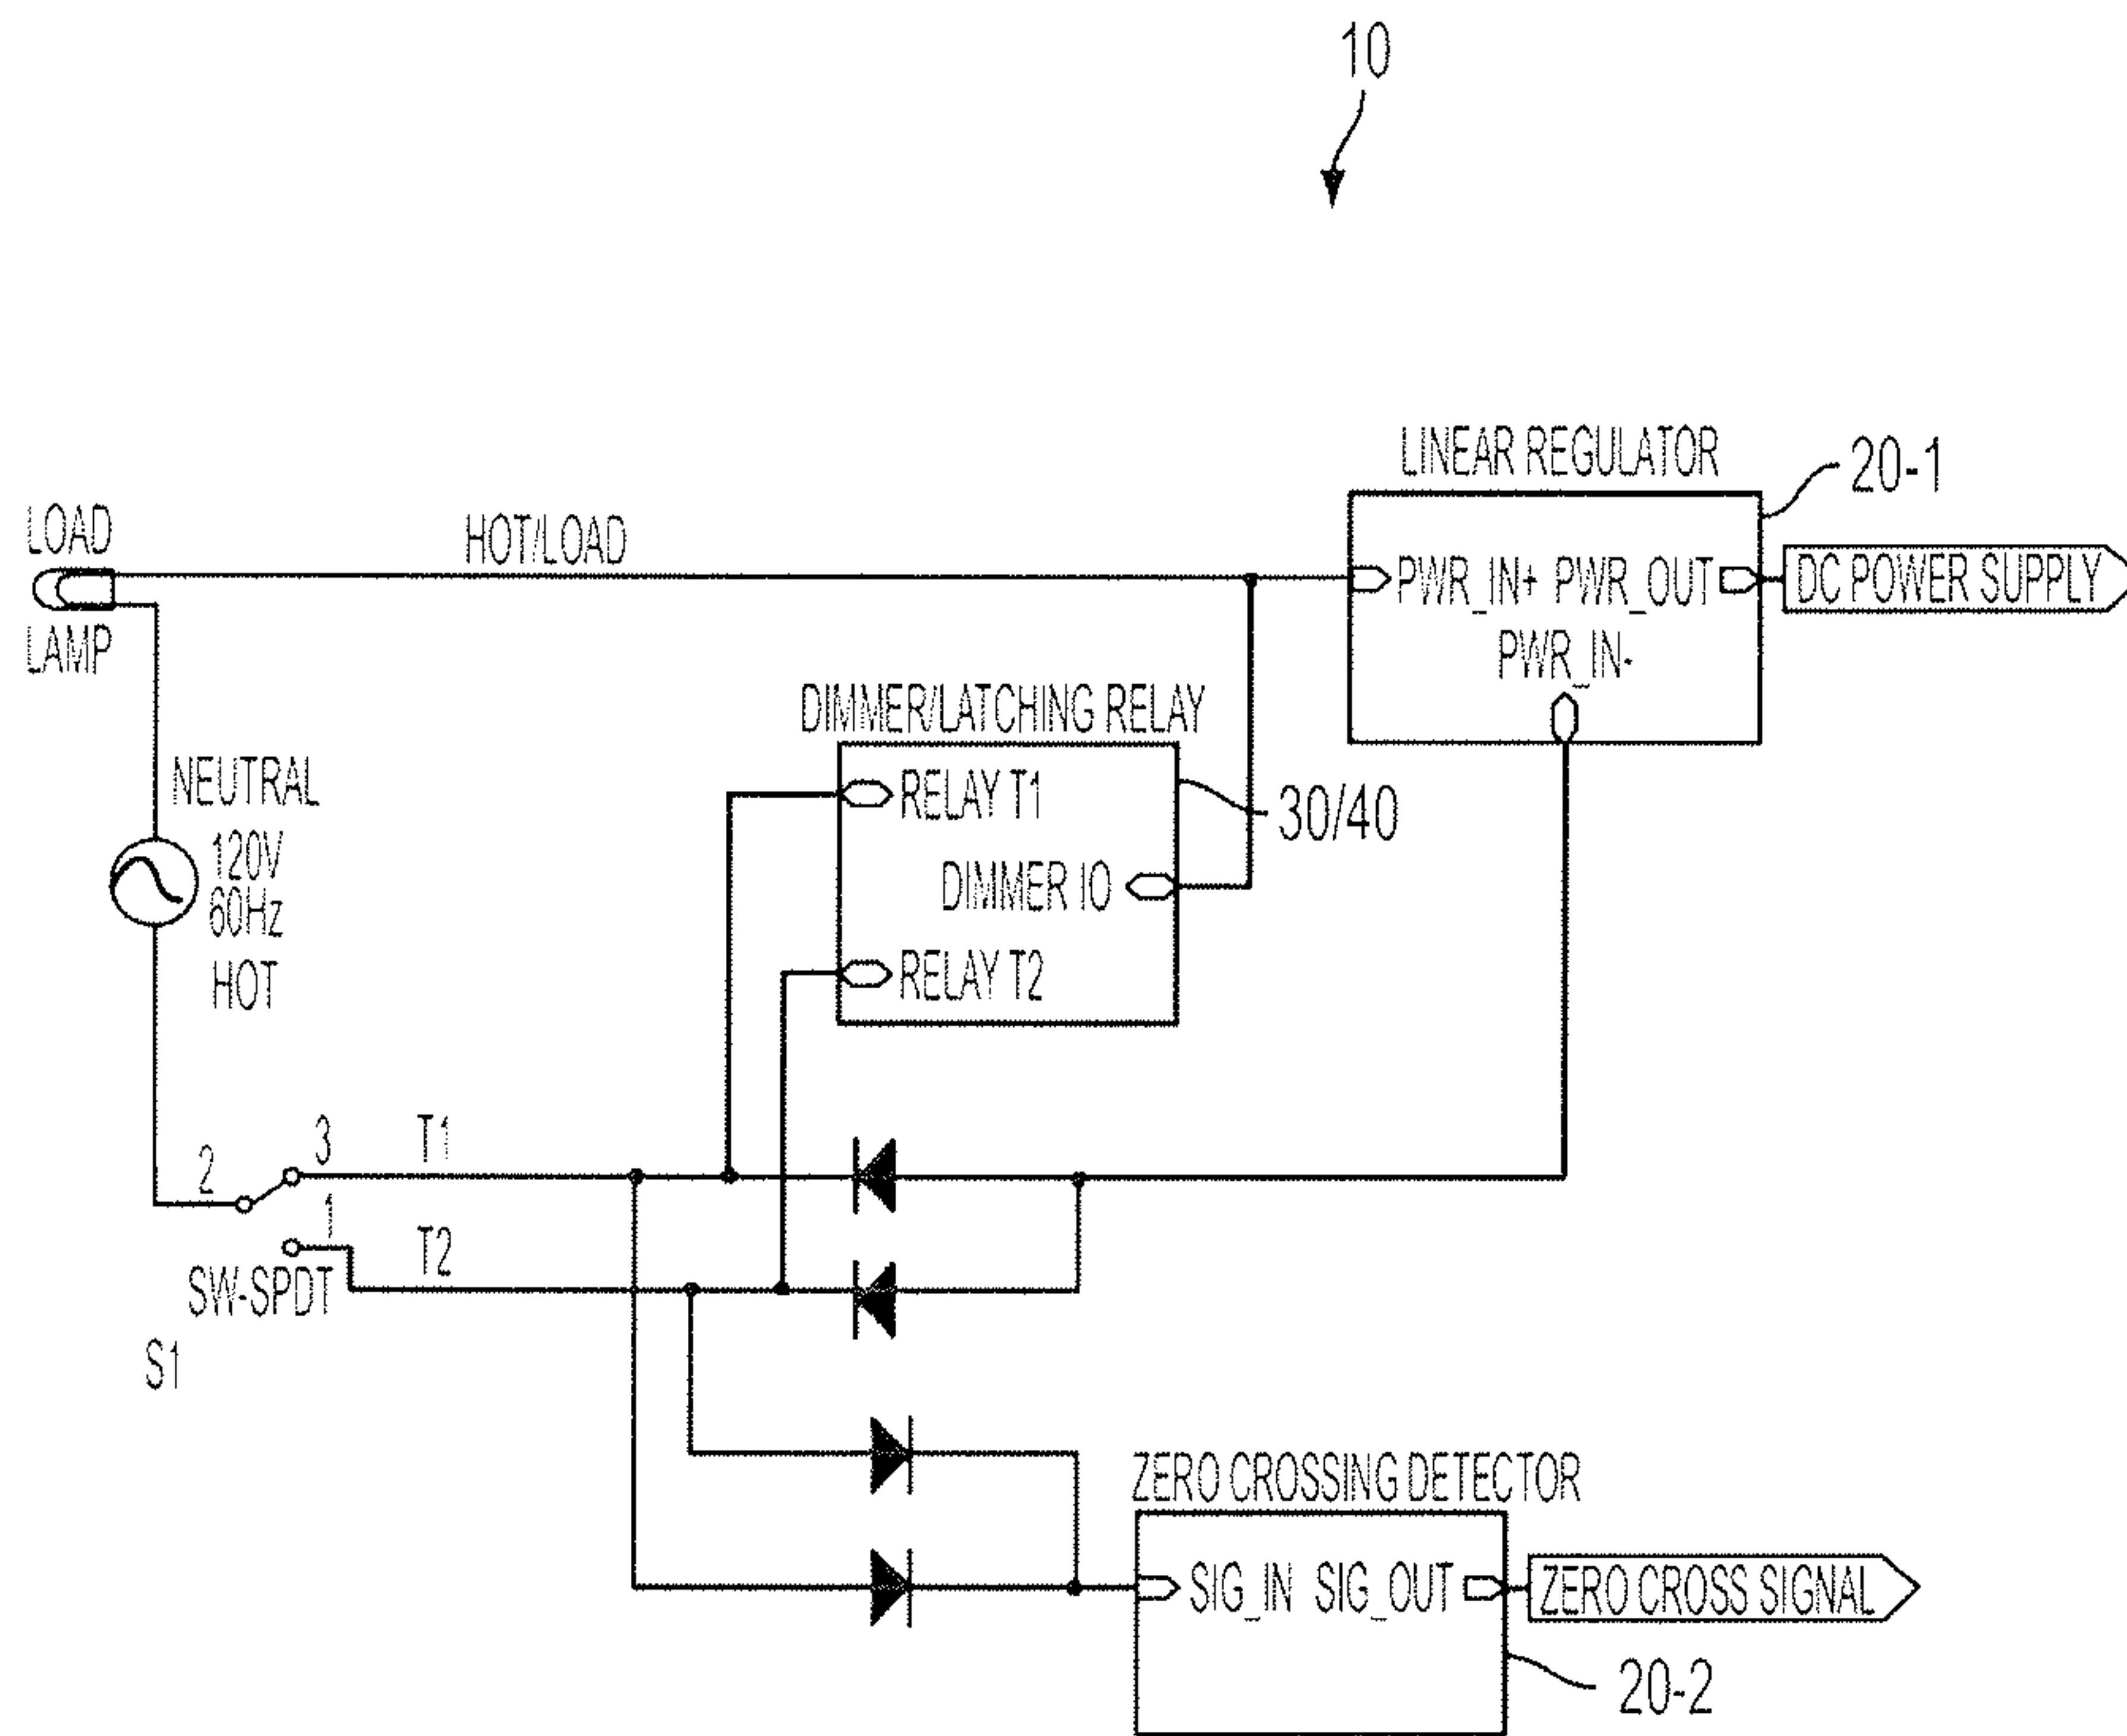 10
LINEAR REGULATOR
20-1
LOAD
HOT/LOAD
PWR_IN+ PWR_OUT
DC POWER SUPPLY
LAMP
PWR_IN-
DIMMER/LATCHING RELAY
NEUTRAL
RELAY T1
30/40
120V
60Hz
DIMMER IO
HOT
RELAY T2
3
T1
2
1
T2
SW-SPDT
S1
ZERO CROSSING DETECTOR
SIG_IN SIG_OUT
ZERO CROSS SIGNAL
20-2